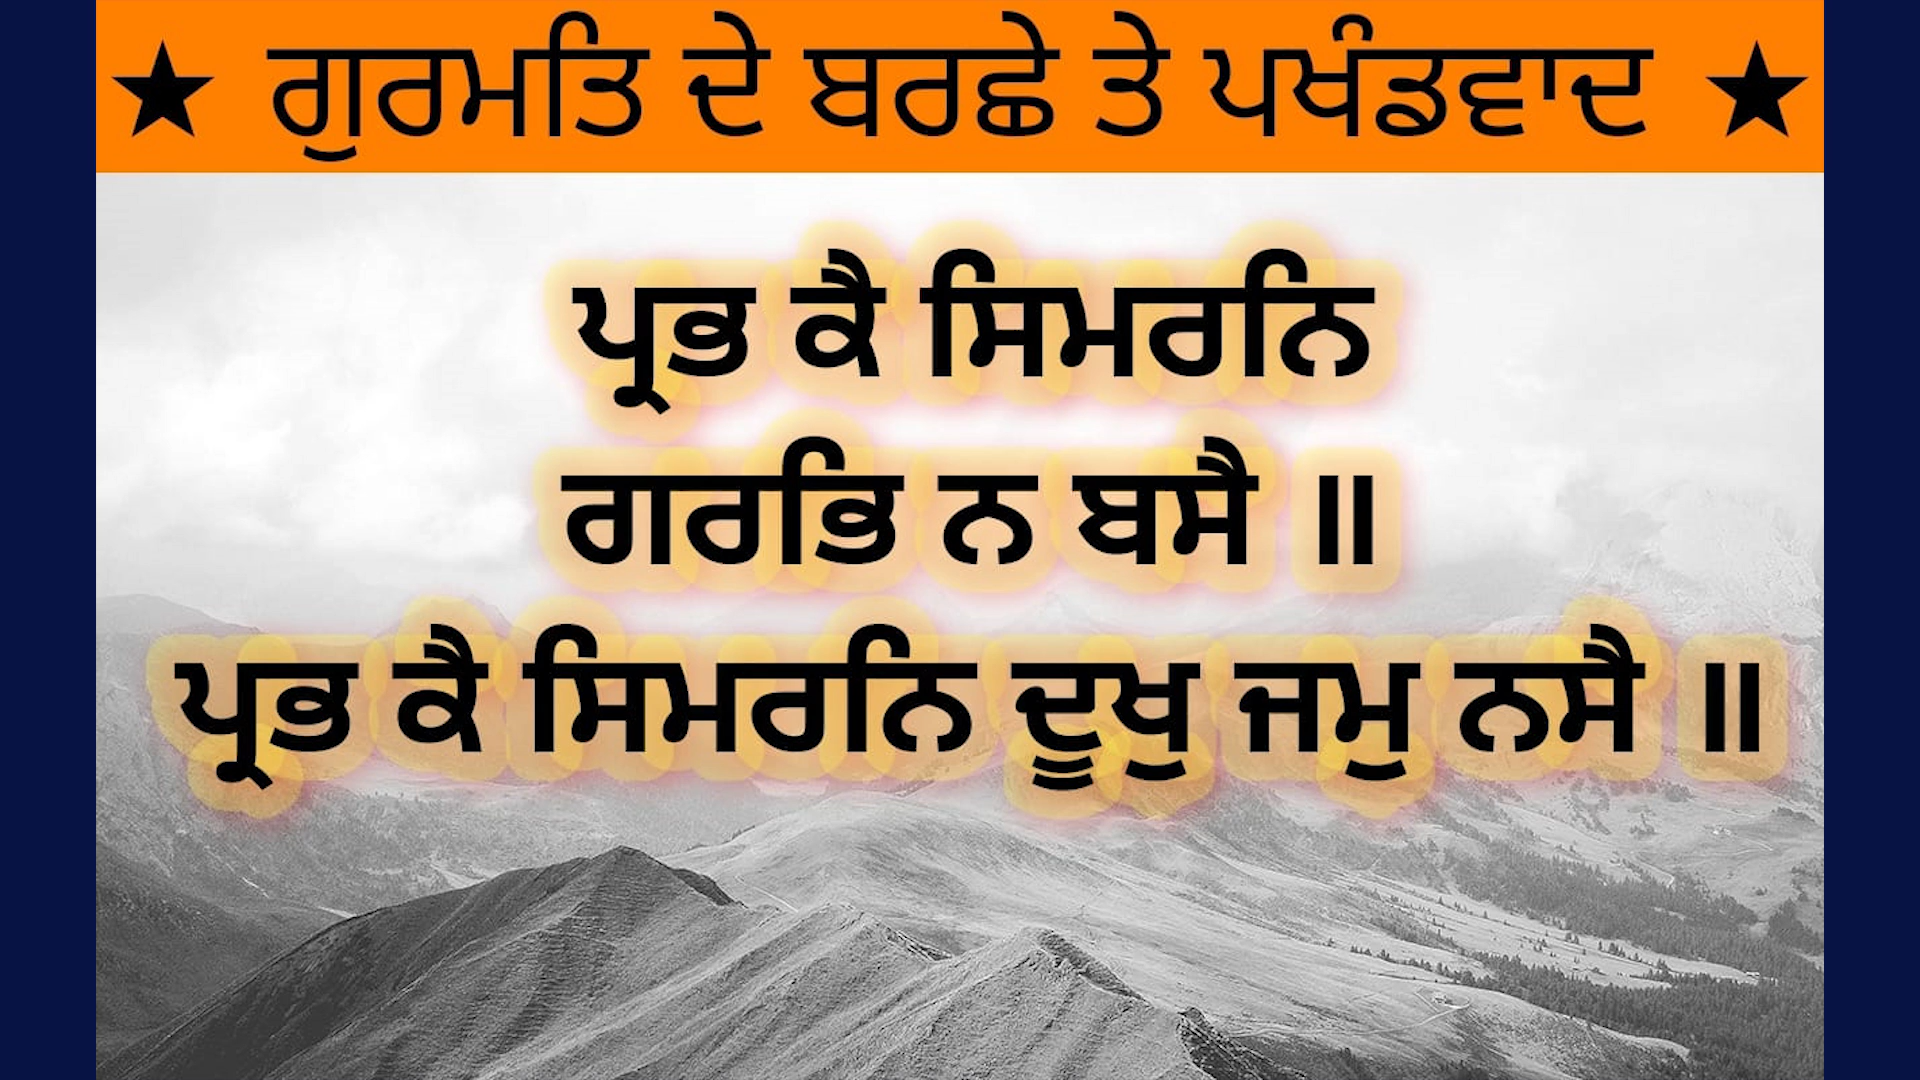 ★ ਗੁਰਮਤਿ ਦੇ ਬਰਛੇ ਤੇ ਪਖੰਡਵਾਦ ★
ਪ੍ਰਭ ਕੈ ਸਿਮਰਨਿ
ਗਰਭਿ ਨ ਬਸੈ ॥
ਪ੍ਰਭ ਕੈ ਸਿਮਰਨਿ ਦੂਖੁ ਜਮੁ ਨਸੈ ॥